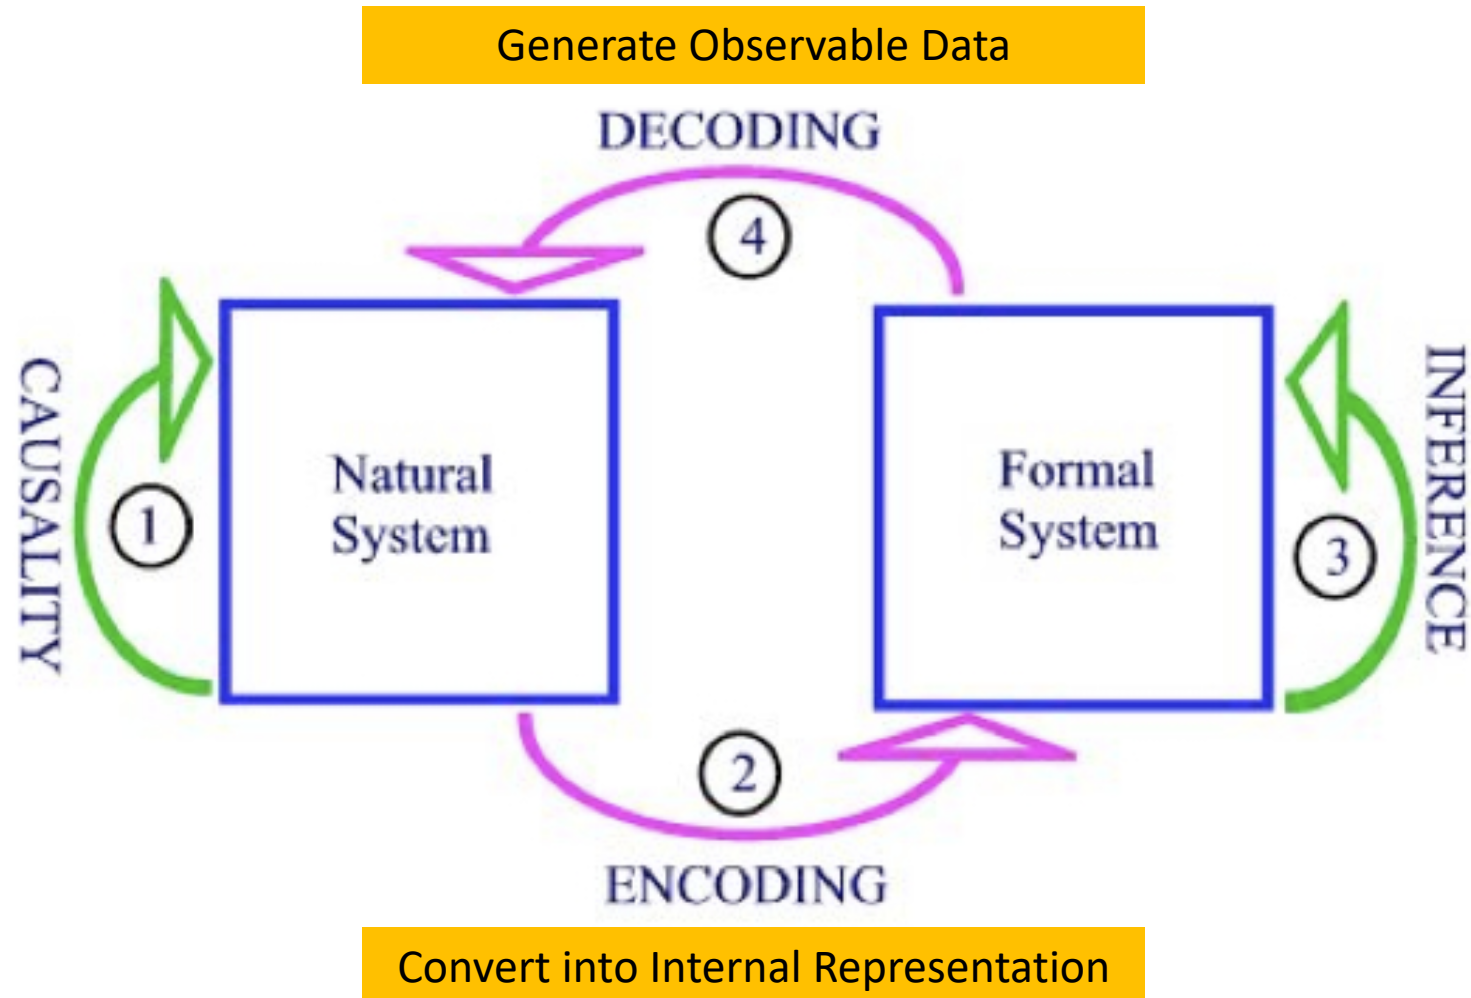 Generate Observable Data
DECODING
4
CAUSALITY
1
Natural
System
Formal
System
3
INFERENCE
2
ENCODING
Convert into Internal Representation